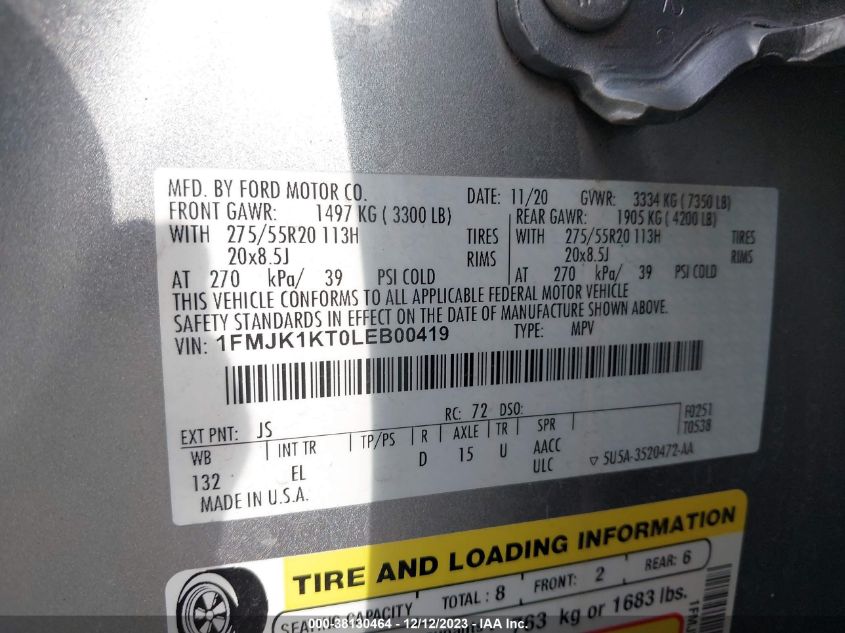 MFD. BY FORD MOTOR CO.
DATE: 11/20 GVWR: 3334 KG ( 7350 LB)
FRONT GAWR: 1497 KG ( 3300 LB)
WITH 275/55R20 113H TIRES
20x8.5J RIMS
AT 270 kPa/ 39 PSI COLD
REAR GAWR: 1905 KG ( 4200 LB)
WITH 275/55R20 113H TIRES
20x8.5J RIMS
AT 270 kPa/ 39 PSI COLD
THIS VEHICLE CONFORMS TO ALL APPLICABLE FEDERAL MOTOR VEHICLE
SAFETY STANDARDS IN EFFECT ON THE DATE OF MANUFACTURE SHOWN ABOVE.
VIN: 1FMJK1KT0LEB00419 TYPE: MPV
EXT PNT: JS RC: 72 DSO: F0251
T0538
WB INT TR TP/PS R AXLE TR SPR
132 EL D 15 U AACC
ULC ▽ 5U5A-3520472-AA
MADE IN U.S.A.
TIRE AND LOADING INFORMATION
SEATING CAPACITY TOTAL : 8 FRONT: 2 REAR: 6
kg or 1683 lbs.
000-38130464 - 12/12/2023 - IAA Inc.